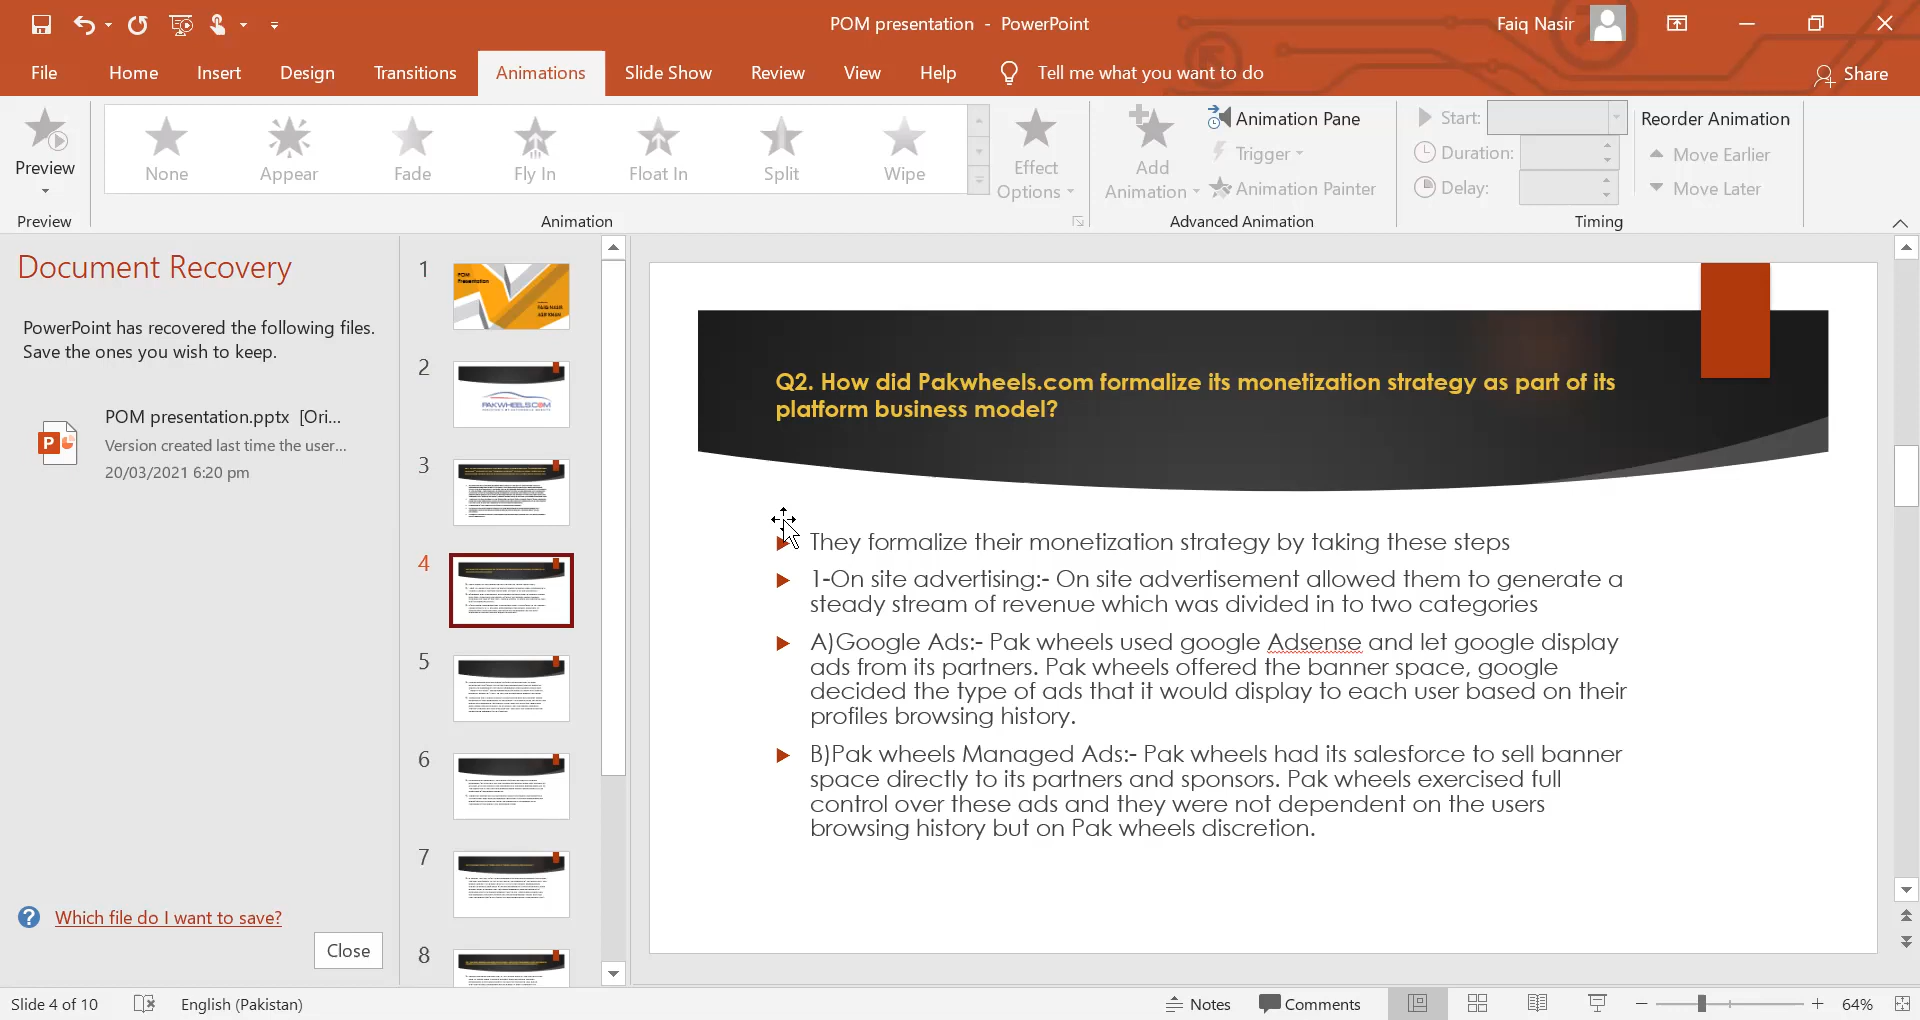 POM presentation - PowerPoint
Faiq Nasir
File Home Insert Design Transitions Animations Slide Show Review View Help Tell me what you want to do Share
Preview
None Appear Fade Fly In Float In Split Wipe
Effect Options
Add Animation
Animation Pane
Trigger
Animation Painter
Start:
Duration:
Delay:
Reorder Animation
Move Earlier
Move Later
Preview Animation Advanced Animation Timing
Document Recovery
PowerPoint has recovered the following files.
Save the ones you wish to keep.
POM presentation.pptx [Ori...
Version created last time the user...
20/03/2021 6:20 pm
Which file do I want to save?
Close
1
POM
Presentation
2
PAKWHEELS.COM
3
4
5
6
7
8
Q2. How did Pakwheels.com formalize its monetization strategy as part of its
platform business model?
They formalize their monetization strategy by taking these steps
1-On site advertising:- On site advertisement allowed them to generate a
steady stream of revenue which was divided in to two categories
A)Google Ads:- Pak wheels used google Adsense and let google display
ads from its partners. Pak wheels offered the banner space, google
decided the type of ads that it would display to each user based on their
profiles browsing history.
B)Pak wheels Managed Ads:- Pak wheels had its salesforce to sell banner
space directly to its partners and sponsors. Pak wheels exercised full
control over these ads and they were not dependent on the users
browsing history but on Pak wheels discretion.
Slide 4 of 10 English (Pakistan) Notes Comments 64%